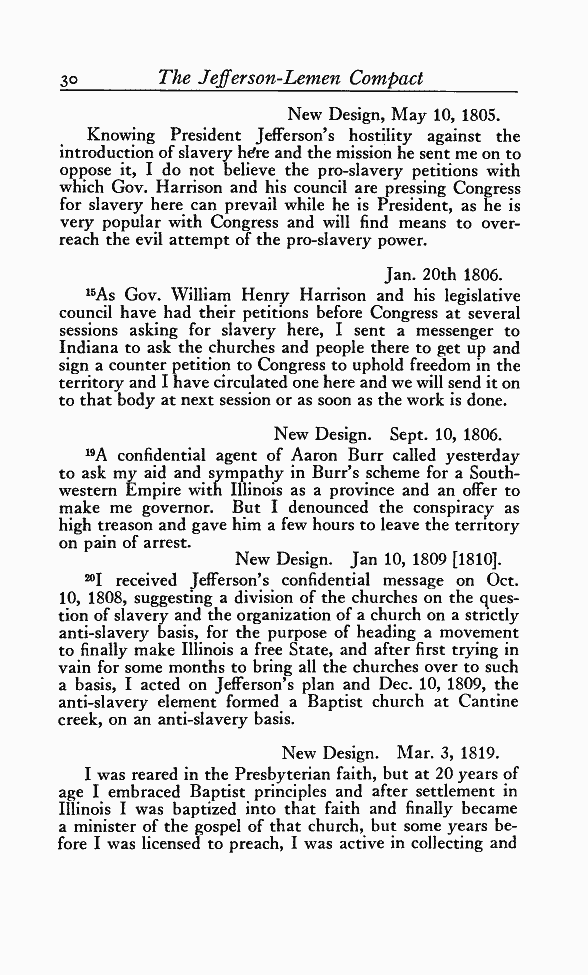 30 The Jefferson-Lemen Compact
New Design, May 10, 1805.
Knowing President Jefferson's hostility against the
introduction of slavery here and the mission he sent me on to
oppose it, I do not believe the pro-slavery petitions with
which Gov. Harrison and his council are pressing Congress
for slavery here can prevail while he is President, as he is
very popular with Congress and will find means to over-
reach the evil attempt of the pro-slavery power.
Jan. 20th 1806.
¹⁵As Gov. William Henry Harrison and his legislative
council have had their petitions before Congress at several
sessions asking for slavery here, I sent a messenger to
Indiana to ask the churches and people there to get up and
sign a counter petition to Congress to uphold freedom in the
territory and I have circulated one here and we will send it on
to that body at next session or as soon as the work is done.
New Design. Sept. 10, 1806.
¹⁹A confidential agent of Aaron Burr called yesterday
to ask my aid and sympathy in Burr's scheme for a South-
western Empire with Illinois as a province and an offer to
make me governor. But I denounced the conspiracy as
high treason and gave him a few hours to leave the territory
on pain of arrest.
New Design. Jan 10, 1809 [1810].
²⁰I received Jefferson's confidential message on Oct.
10, 1808, suggesting a division of the churches on the ques-
tion of slavery and the organization of a church on a strictly
anti-slavery basis, for the purpose of heading a movement
to finally make Illinois a free State, and after first trying in
vain for some months to bring all the churches over to such
a basis, I acted on Jefferson's plan and Dec. 10, 1809, the
anti-slavery element formed a Baptist church at Cantine
creek, on an anti-slavery basis.
New Design. Mar. 3, 1819.
I was reared in the Presbyterian faith, but at 20 years of
age I embraced Baptist principles and after settlement in
Illinois I was baptized into that faith and finally became
a minister of the gospel of that church, but some years be-
fore I was licensed to preach, I was active in collecting and